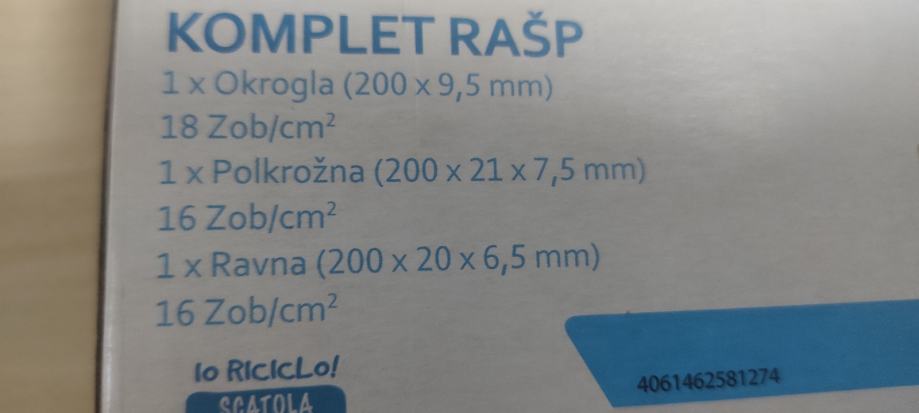 KOMPLET RAŠP
1 x Okrogla (200 x 9,5 mm)
18 Zob/cm²
1 x Polkrožna (200 x 21 x 7,5 mm)
16 Zob/cm²
1 x Ravna (200 x 20 x 6,5 mm)
16 Zob/cm²
Io RIcIcLo!
SCATOLA
4061462581274